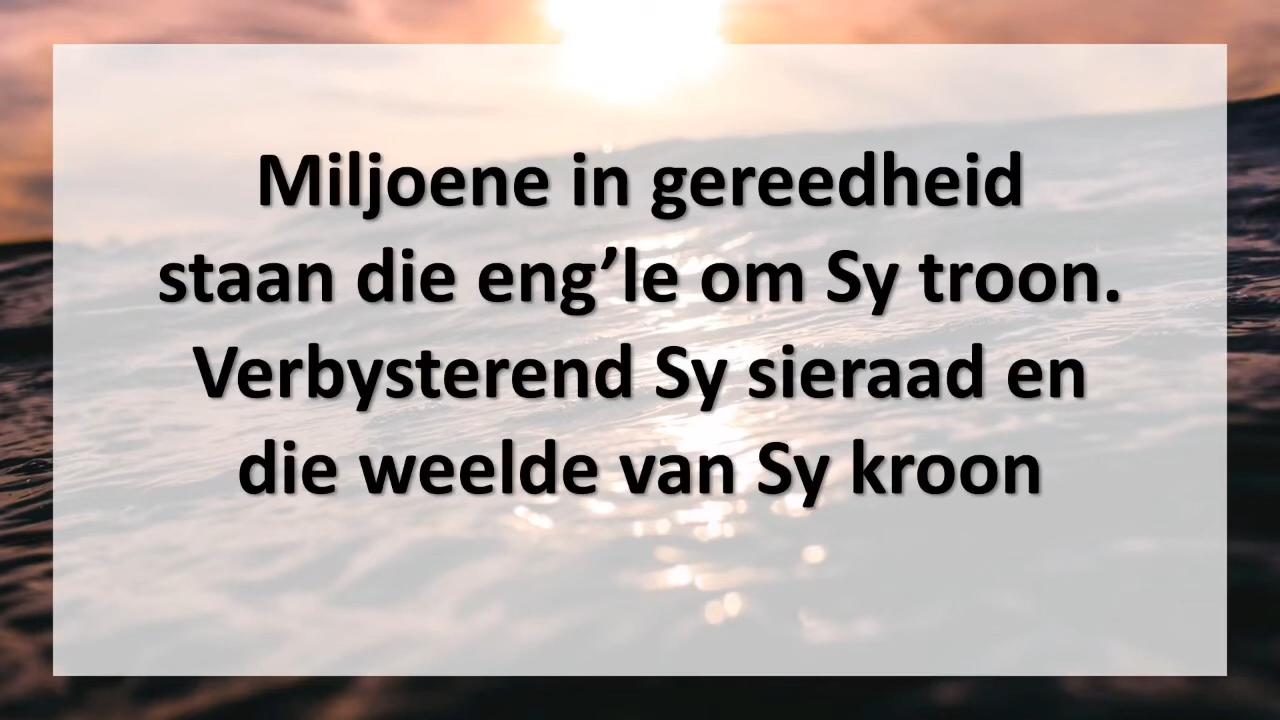 Miljoene in gereedheid
staan die eng’le om Sy troon.
Verbysterend Sy sieraad en
die weelde van Sy kroon